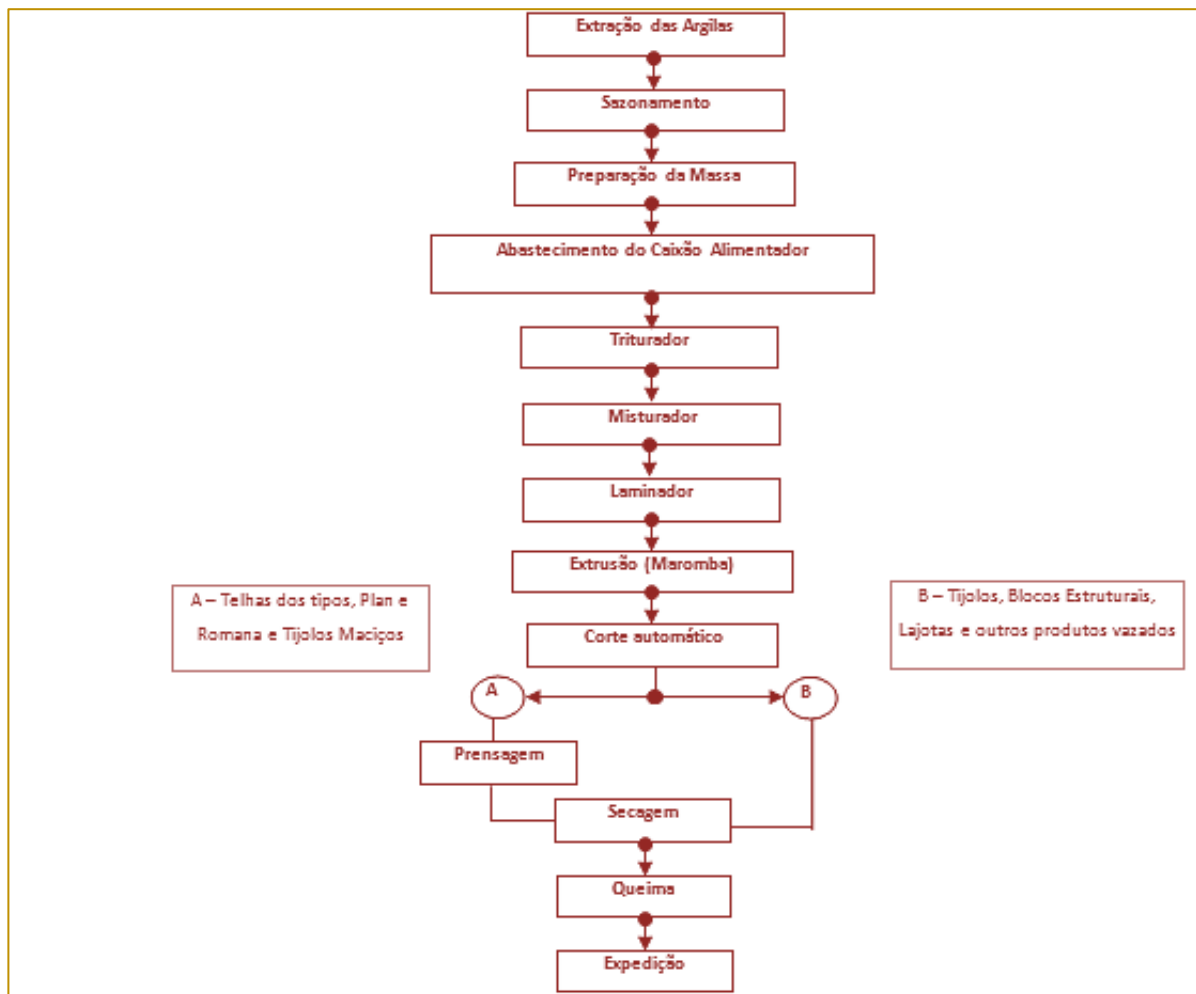 Extração das Argilas
Sazonamento
Preparação da Massa
Abastecimento do Caixão Alimentador
Triturador
Misturador
Laminador
Extrusão (Maromba)
A – Telhas dos tipos, Plan e
Romana e Tijolos Maciços
B – Tijolos, Blocos Estruturais,
Lajotas e outros produtos vazados
Corte automático
A
B
Prensagem
Secagem
Queima
Expedição